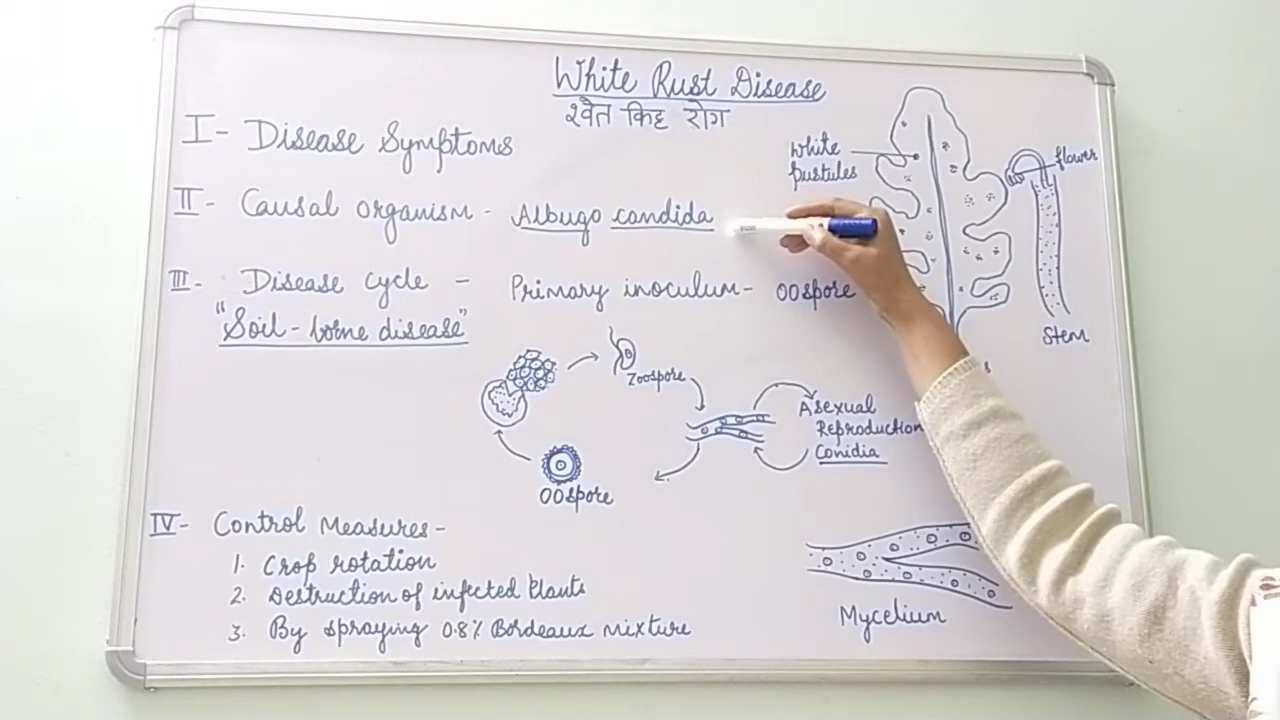 White Rust Disease
श्वेत किट्ट रोग
I - Disease Symptoms
II - Causal organism - Albugo candida
III - Disease cycle - Primary inoculum - Oospore
"Soil-borne disease"
White
pustules
flower
Stem
Zoospore
Asexual
Reproduction
Conidia
Oospore
IV - Control Measures -
1. Crop rotation
2. Destruction of infected Plants
3. By spraying 0.8% Bordeaux mixture
Mycelium